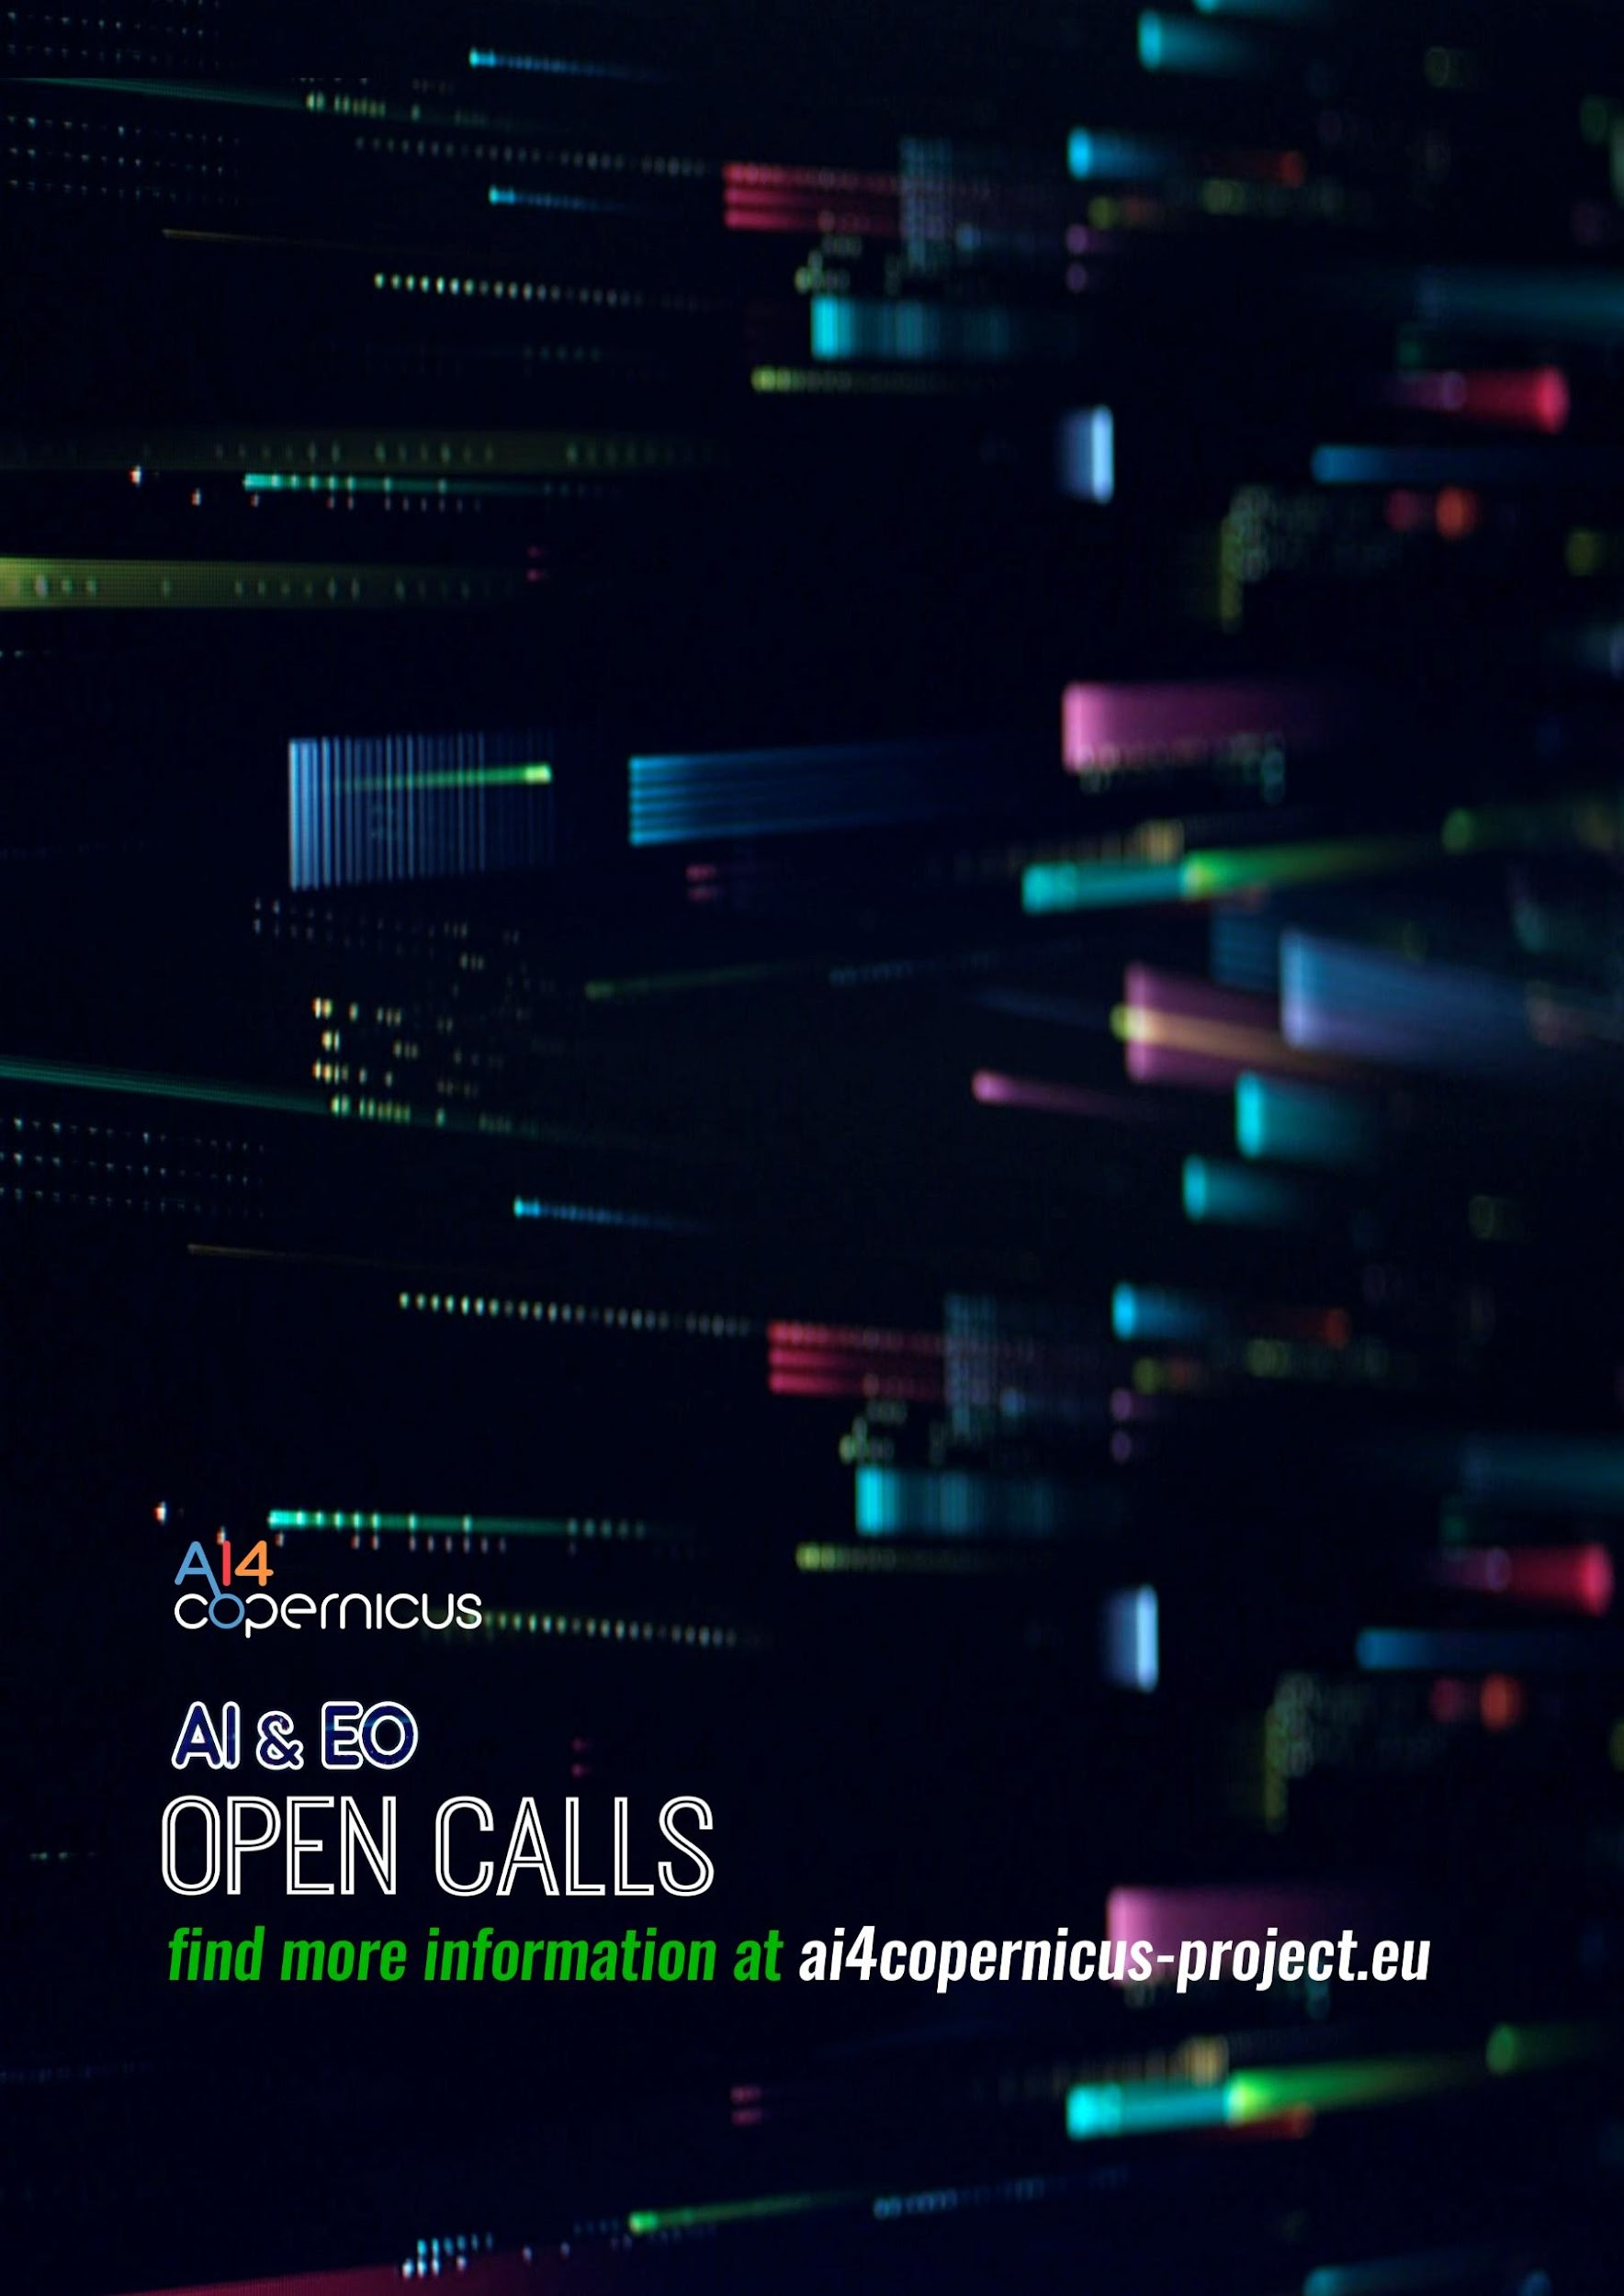 AI4
copernicus
AI & EO
OPEN CALLS
find more information at ai4copernicus-project.eu